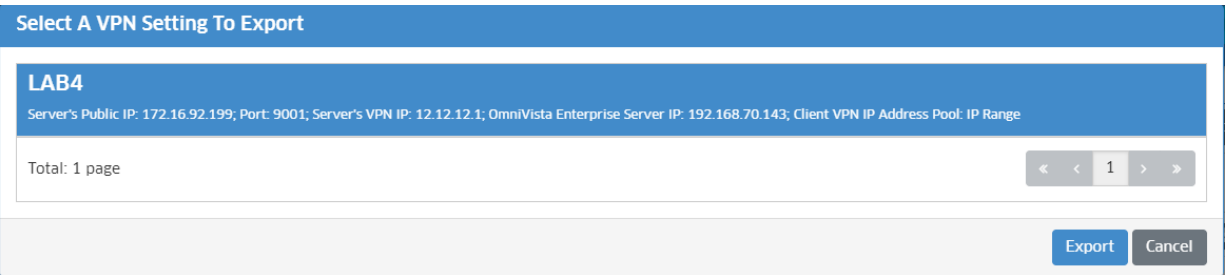 Select A VPN Setting To Export
LAB4
Server's Public IP: 172.16.92.199; Port: 9001; Server's VPN IP: 12.12.12.1; OmniVista Enterprise Server IP: 192.168.70.143; Client VPN IP Address Pool: IP Range
Total: 1 page
« ‹ 1 › »
Export Cancel